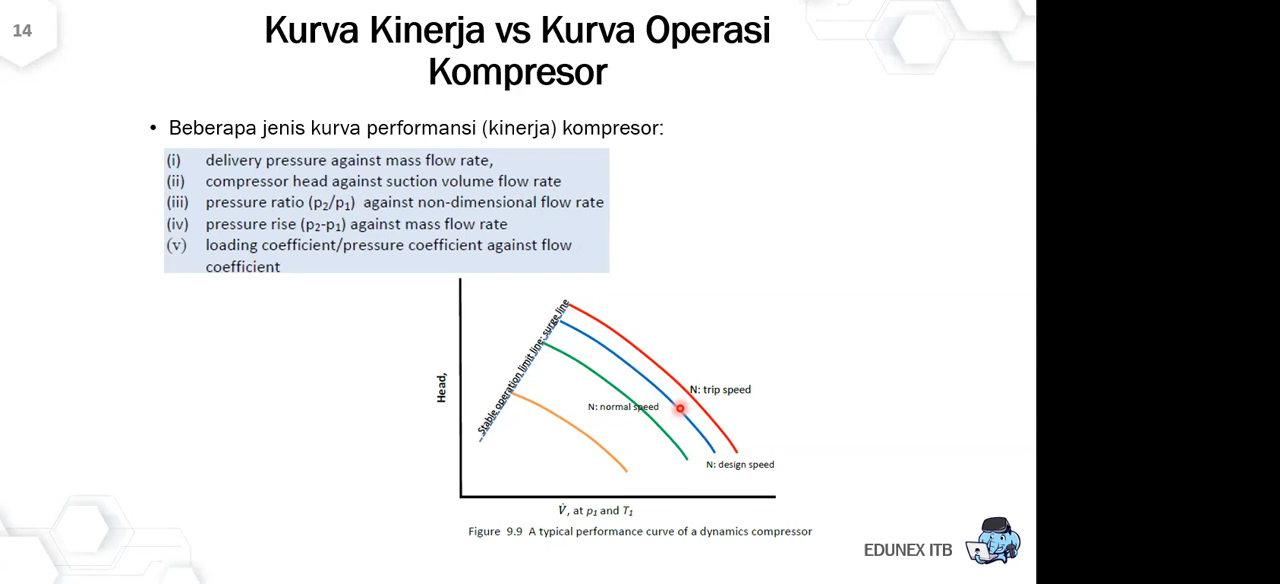 14
Kurva Kinerja vs Kurva Operasi
Kompresor
• Beberapa jenis kurva performansi (kinerja) kompresor:
(i) delivery pressure against mass flow rate,
(ii) compressor head against suction volume flow rate
(iii) pressure ratio (p₂/p₁) against non-dimensional flow rate
(iv) pressure rise (p₂-p₁) against mass flow rate
(v) loading coefficient/pressure coefficient against flow
coefficient
Stable operation limit line: surge line
Head,
N: trip speed
N: normal speed
N: design speed
V̇, at p₁ and T₁
Figure 9.9 A typical performance curve of a dynamics compressor
EDUNEX ITB